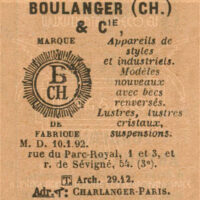 BOULANGER (CH.)
& Cie,
MARQUE
Б
CH
DE
FABRIQUE
Appareils de
styles
et industriels.
Modèles
nouveaux
avec becs
renversés.
Lustres, lustres
cristaux,
suspensions.
M. D. 10.1.92.
rue du Parc-Royal, 1 et 3, et
r. de Sévigné, 54. (3e).
T Arch. 29.12.
Adr. t: CHARLANGER-PARIS.